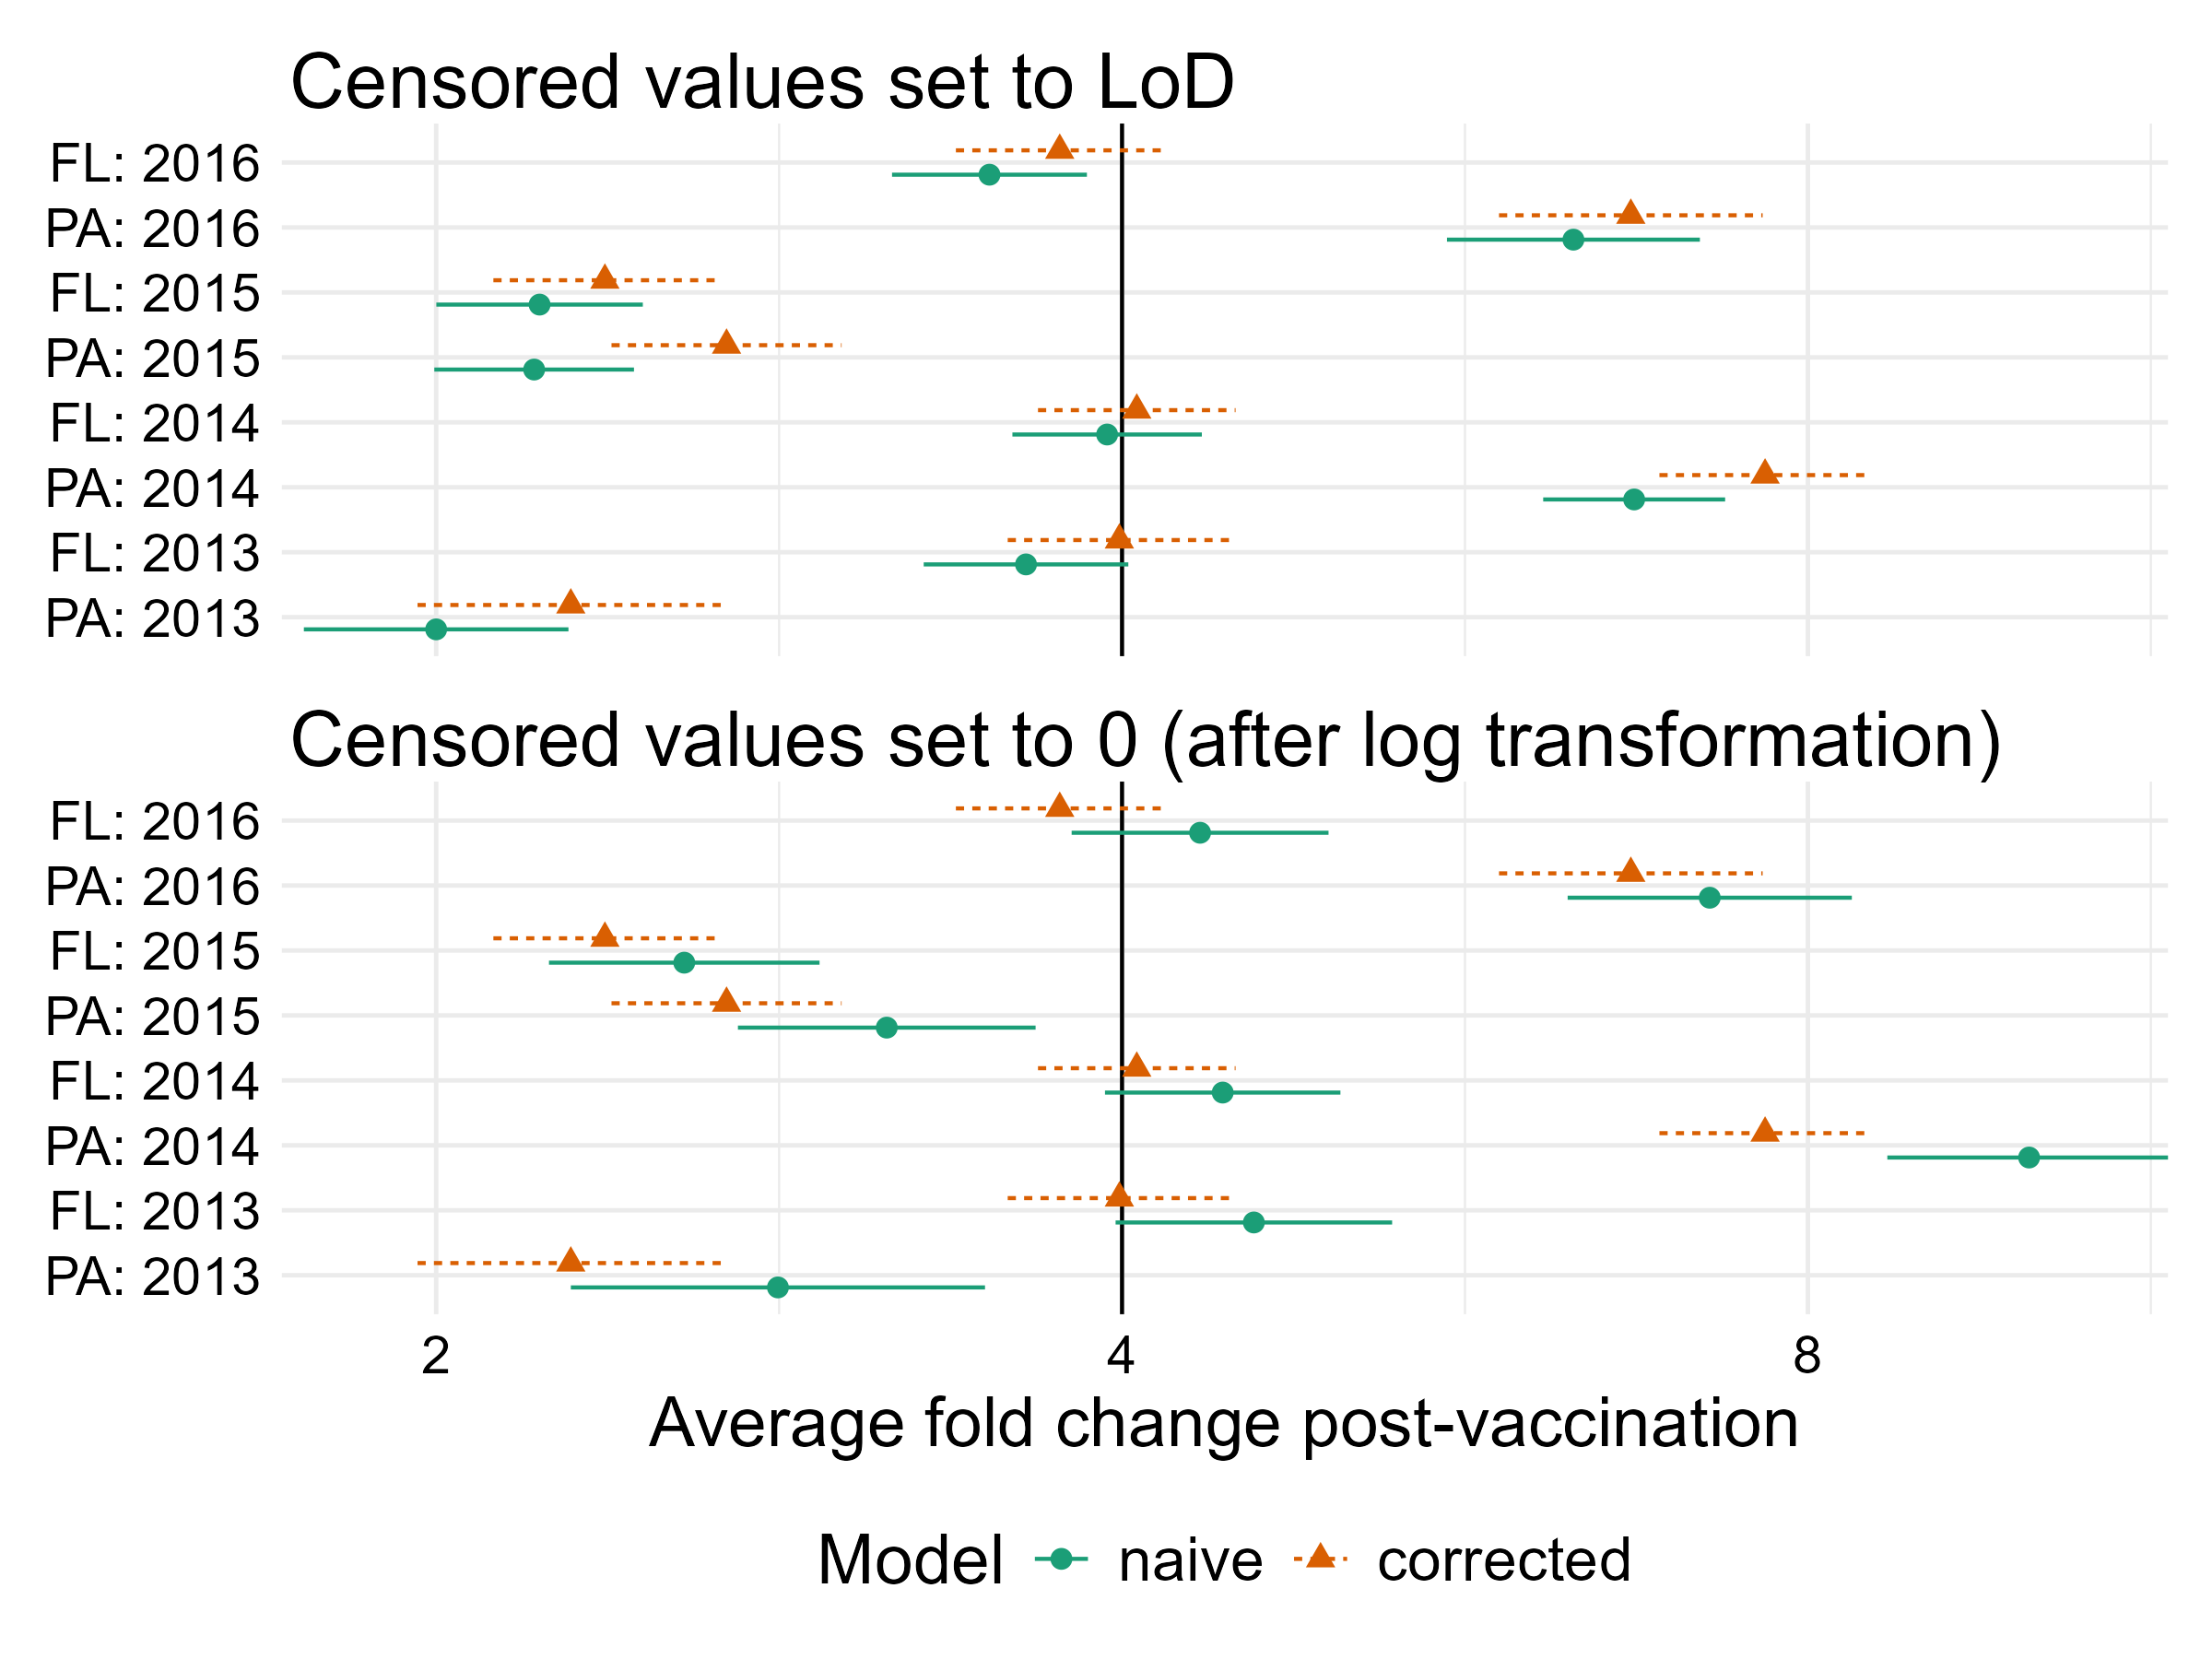 Censored values set to LoD
FL: 2016
PA: 2016
FL: 2015
PA: 2015
FL: 2014
PA: 2014
FL: 2013
PA: 2013
Censored values set to 0 (after log transformation)
FL: 2016
PA: 2016
FL: 2015
PA: 2015
FL: 2014
PA: 2014
FL: 2013
PA: 2013
2 4 8
Average fold change post-vaccination
Model naive corrected